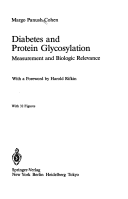 Margo Panush Cohen
Diabetes and
Protein Glycosylation
Measurement and Biologic Relevance
With a Foreword by Harold Rifkin
With 33 Figures
Springer-Verlag
New York Berlin Heidelberg Tokyo